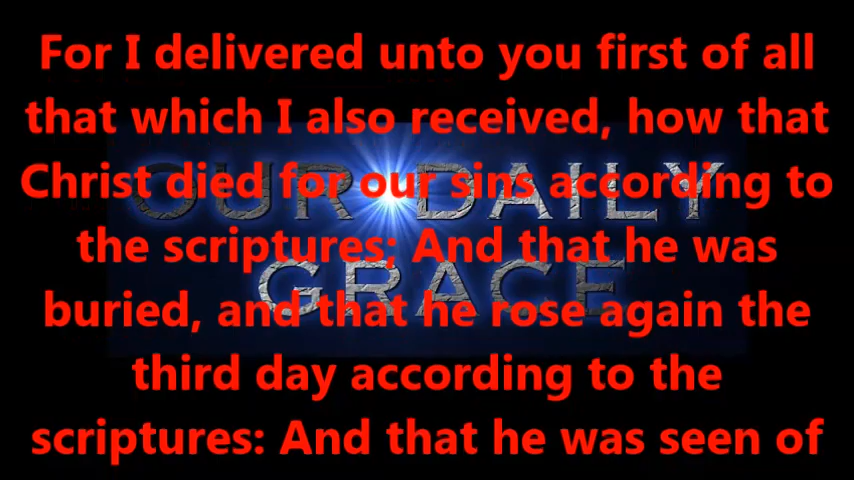 For I delivered unto you first of all
that which I also received, how that
Christ died for our sins according to
the scriptures; And that he was
buried, and that he rose again the
third day according to the
scriptures: And that he was seen of
OUR DAILY
GRACE